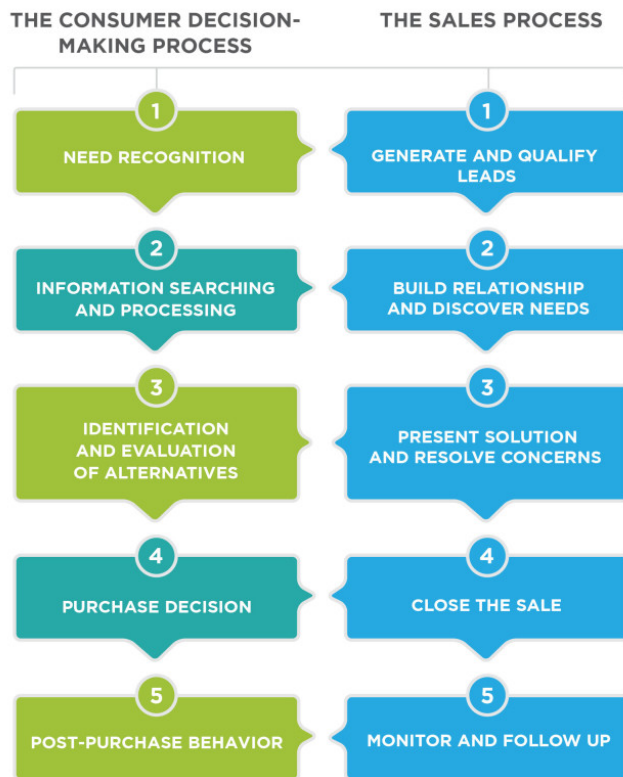 THE CONSUMER DECISION-
MAKING PROCESS
THE SALES PROCESS
1
NEED RECOGNITION
1
GENERATE AND QUALIFY
LEADS
2
INFORMATION SEARCHING
AND PROCESSING
2
BUILD RELATIONSHIP
AND DISCOVER NEEDS
3
IDENTIFICATION
AND EVALUATION
OF ALTERNATIVES
3
PRESENT SOLUTION
AND RESOLVE CONCERNS
4
PURCHASE DECISION
4
CLOSE THE SALE
5
POST-PURCHASE BEHAVIOR
5
MONITOR AND FOLLOW UP